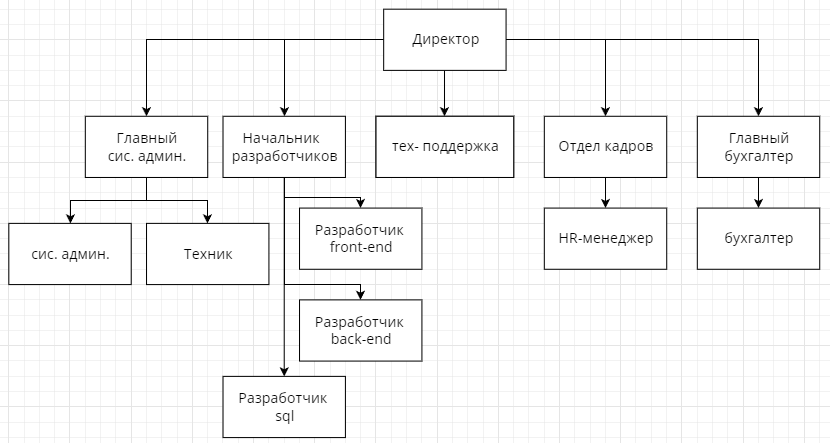 Директор
Главный
сис. админ.
Начальник
разработчиков
тех- поддержка
Отдел кадров
Главный
бухгалтер
сис. админ.
Техник
Разработчик
front-end
HR-менеджер
бухгалтер
Разработчик
back-end
Разработчик
sql